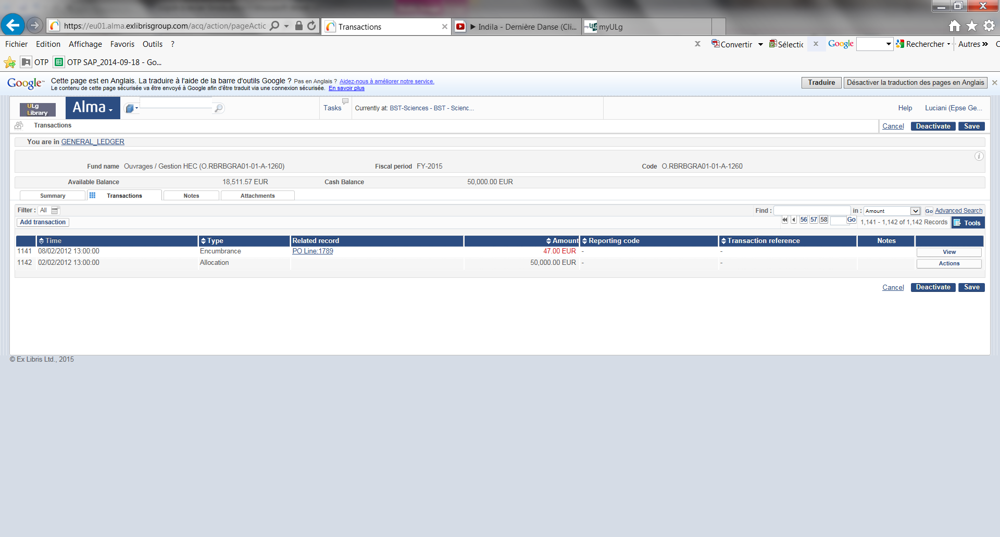 https://eu01.alma.exlibrisgroup.com/acq/action/pageActic
Transactions
Indila - Dernière Danse (Cli...
myULg
Fichier Edition Affichage Favoris Outils ?
x Convertir Sélectic x Google Rechercher Autres »
OTP OTP SAP_2014-09-18 - Go...
Google Cette page est en Anglais. La traduire à l'aide de la barre d'outils Google ? Pas en Anglais ? Aidez-nous à améliorer notre service. Traduire Désactiver la traduction des pages en Anglais
Le contenu de cette page sécurisée va être envoyé à Google afin d'être traduit via une connexion sécurisée. En savoir plus
ULg Library
Alma Tasks Currently at: BST-Sciences - BST - Scienc... Help Luciani (Epse Ge...
Transactions Cancel Deactivate Save
You are in GENERAL_LEDGER
Fund name Ouvrages / Gestion HEC (O.RBRBGRA01-01-A-1260) Fiscal period FY-2015 Code O.RBRBGRA01-01-A-1260
Available Balance 18,511.57 EUR Cash Balance 50,000.00 EUR
Summary Transactions Notes Attachments
Filter : All Find : in : Amount Go Advanced Search
Add transaction 56 57 58 Go 1,141 - 1,142 of 1,142 Records Tools
Time Type Related record Amount Reporting code Transaction reference Notes
1141 08/02/2012 13:00:00 Encumbrance PO Line:1789 47.00 EUR - - View
1142 02/02/2012 13:00:00 Allocation 50,000.00 EUR - - Actions
Cancel Deactivate Save
© Ex Libris Ltd., 2015